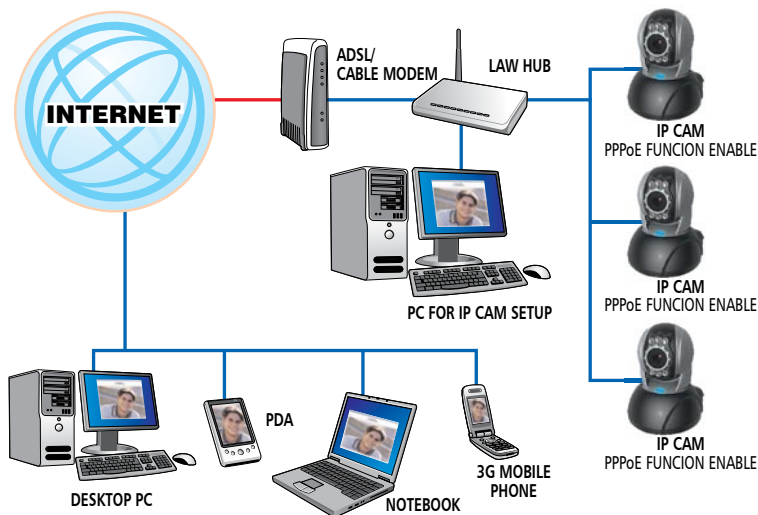 INTERNET
ADSL/
CABLE MODEM
LAW HUB
IP CAM
PPPoE FUNCION ENABLE
IP CAM
PPPoE FUNCION ENABLE
PC FOR IP CAM SETUP
IP CAM
PPPoE FUNCION ENABLE
DESKTOP PC
PDA
NOTEBOOK
3G MOBILE
PHONE